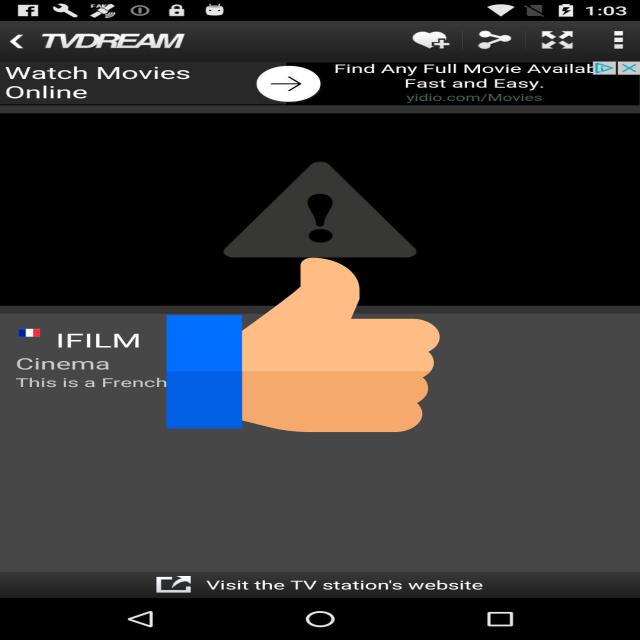 1:03
TVDREAM
Watch Movies
Online
Find Any Full Movie Availab
Fast and Easy.
yidio.com/Movies
IFILM
Cinema
This is a French
Visit the TV station's website